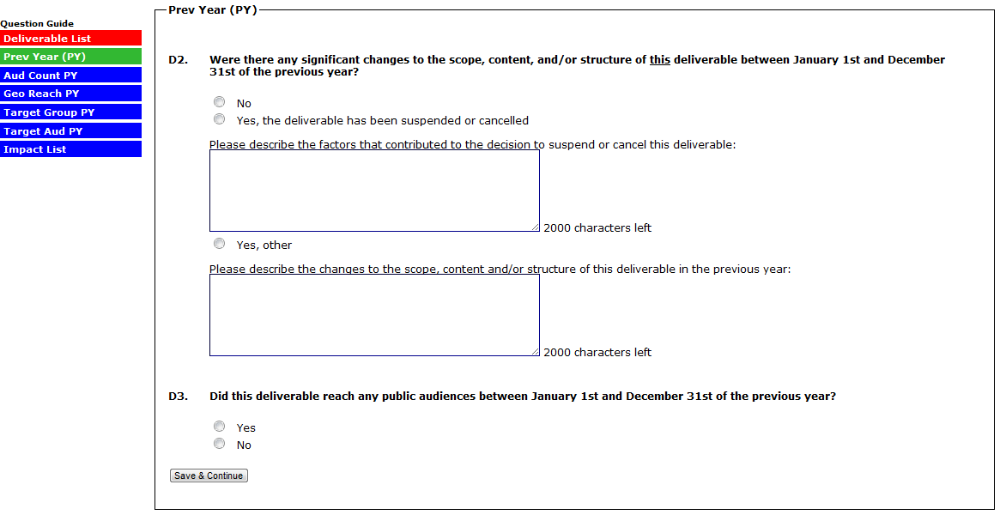 Question Guide
Deliverable List
Prev Year (PY)
Aud Count PY
Geo Reach PY
Target Group PY
Target Aud PY
Impact List
Prev Year (PY)
D2. Were there any significant changes to the scope, content, and/or structure of this deliverable between January 1st and December
31st of the previous year?
No
Yes, the deliverable has been suspended or cancelled
Please describe the factors that contributed to the decision to suspend or cancel this deliverable:
2000 characters left
Yes, other
Please describe the changes to the scope, content and/or structure of this deliverable in the previous year:
2000 characters left
D3. Did this deliverable reach any public audiences between January 1st and December 31st of the previous year?
Yes
No
Save & Continue